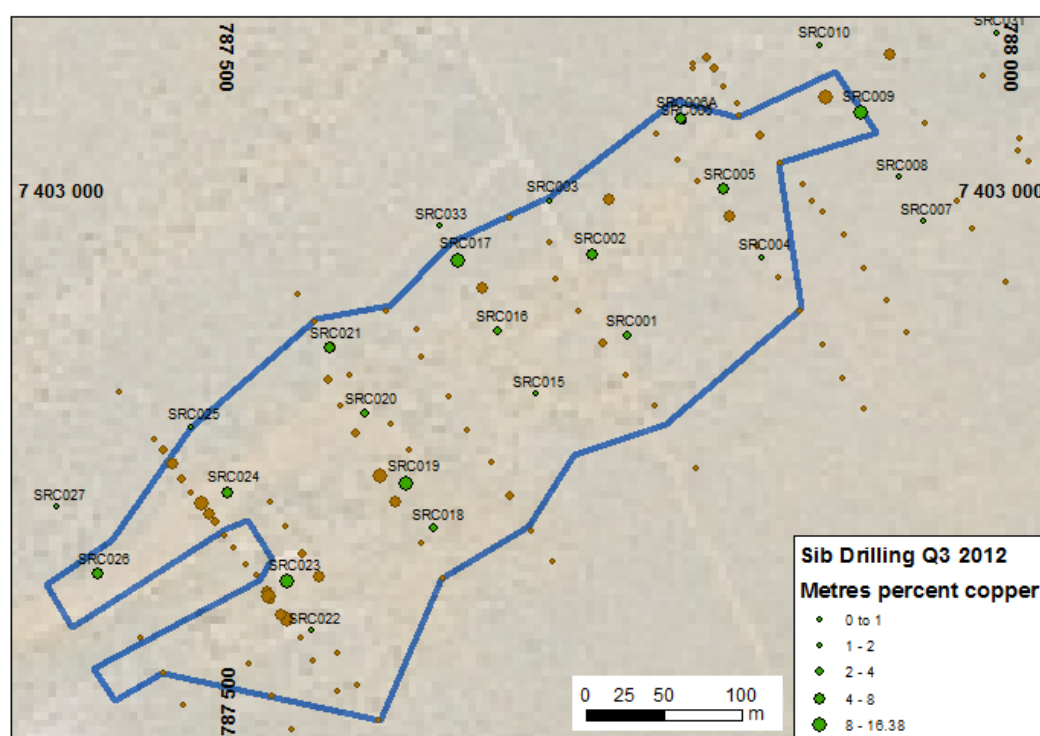 787 500
788 000
SRC031
SRC010
SRC009
SRC006A
SRC005
SRC008
7 403 000
7 403 000
SRC003
SRC007
SRC033
SRC002
SRC004
SRC017
SRC016
SRC001
SRC021
SRC015
SRC020
SRC025
SRC019
SRC024
SRC027
SRC018
SRC026
SRC023
SRC022
787 500
0 25 50 100
m
Sib Drilling Q3 2012
Metres percent copper
0 to 1
1 - 2
2 - 4
4 - 8
8 - 16.38